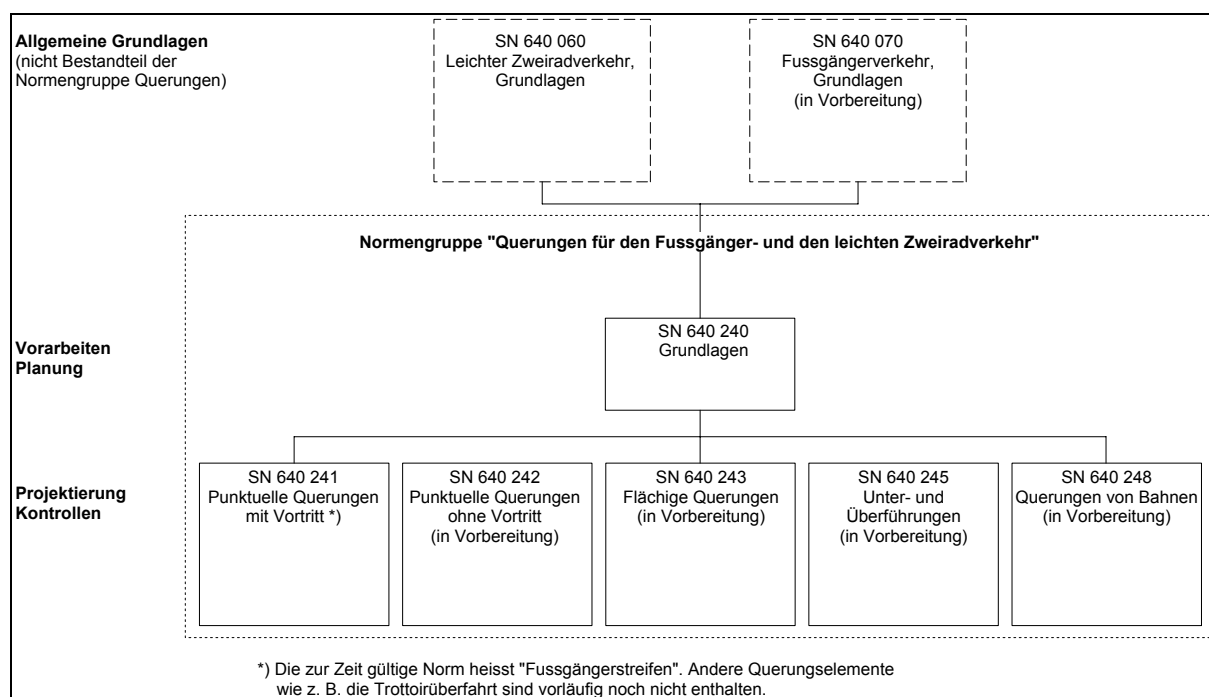 Allgemeine Grundlagen
(nicht Bestandteil der
Normengruppe Querungen)
SN 640 060
Leichter Zweiradverkehr,
Grundlagen
SN 640 070
Fussgängerverkehr,
Grundlagen
(in Vorbereitung)
Normengruppe "Querungen für den Fussgänger- und den leichten Zweiradverkehr"
Vorarbeiten
Planung
SN 640 240
Grundlagen
Projektierung
Kontrollen
SN 640 241
Punktuelle Querungen
mit Vortritt *)
SN 640 242
Punktuelle Querungen
ohne Vortritt
(in Vorbereitung)
SN 640 243
Flächige Querungen
(in Vorbereitung)
SN 640 245
Unter- und
Überführungen
(in Vorbereitung)
SN 640 248
Querungen von Bahnen
(in Vorbereitung)
*) Die zur Zeit gültige Norm heisst "Fussgängerstreifen". Andere Querungselemente
wie z. B. die Trottoirüberfahrt sind vorläufig noch nicht enthalten.